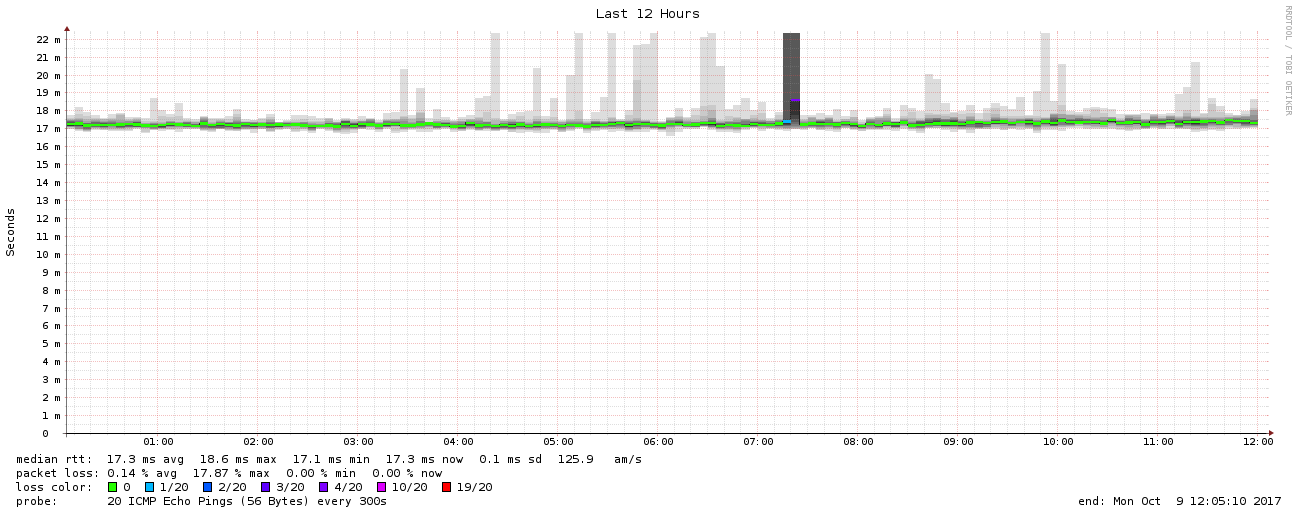 Last 12 Hours
RRDTOOL / TOBI OETIKER
Seconds
22 m
21 m
20 m
19 m
18 m
17 m
16 m
15 m
14 m
13 m
12 m
11 m
10 m
9 m
8 m
7 m
6 m
5 m
4 m
3 m
2 m
1 m
0
01:00 02:00 03:00 04:00 05:00 06:00 07:00 08:00 09:00 10:00 11:00 12:00
median rtt: 17.3 ms avg 18.6 ms max 17.1 ms min 17.3 ms now 0.1 ms sd 125.9 am/s
packet loss: 0.14 % avg 17.87 % max 0.00 % min 0.00 % now
loss color: 0 1/20 2/20 3/20 4/20 10/20 19/20
probe: 20 ICMP Echo Pings (56 Bytes) every 300s end: Mon Oct 9 12:05:10 2017